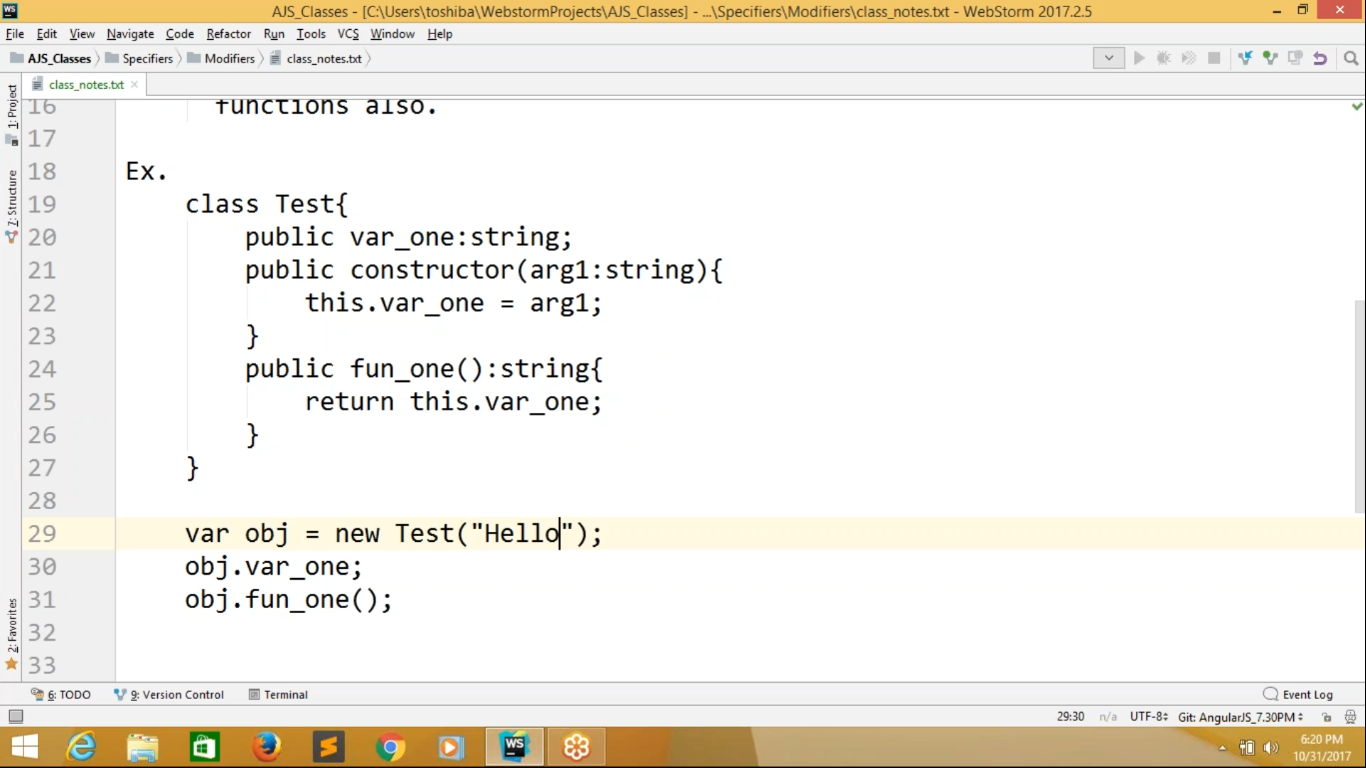 AJS_Classes - [C:\Users\toshiba\WebstormProjects\AJS_Classes] - ...\Specifiers\Modifiers\class_notes.txt - WebStorm 2017.2.5
File Edit View Navigate Code Refactor Run Tools VCS Window Help
AJS_Classes Specifiers Modifiers class_notes.txt
class_notes.txt
1: Project
7: Structure
2: Favorites
16 functions also.
17
18 Ex.
19 class Test{
20 public var_one:string;
21 public constructor(arg1:string){
22 this.var_one = arg1;
23 }
24 public fun_one():string{
25 return this.var_one;
26 }
27 }
28
29 var obj = new Test("Hello");
30 obj.var_one;
31 obj.fun_one();
32
33
6: TODO 9: Version Control Terminal Event Log
29:30 n/a UTF-8 Git: AngularJS_7.30PM
WS
6:20 PM
10/31/2017